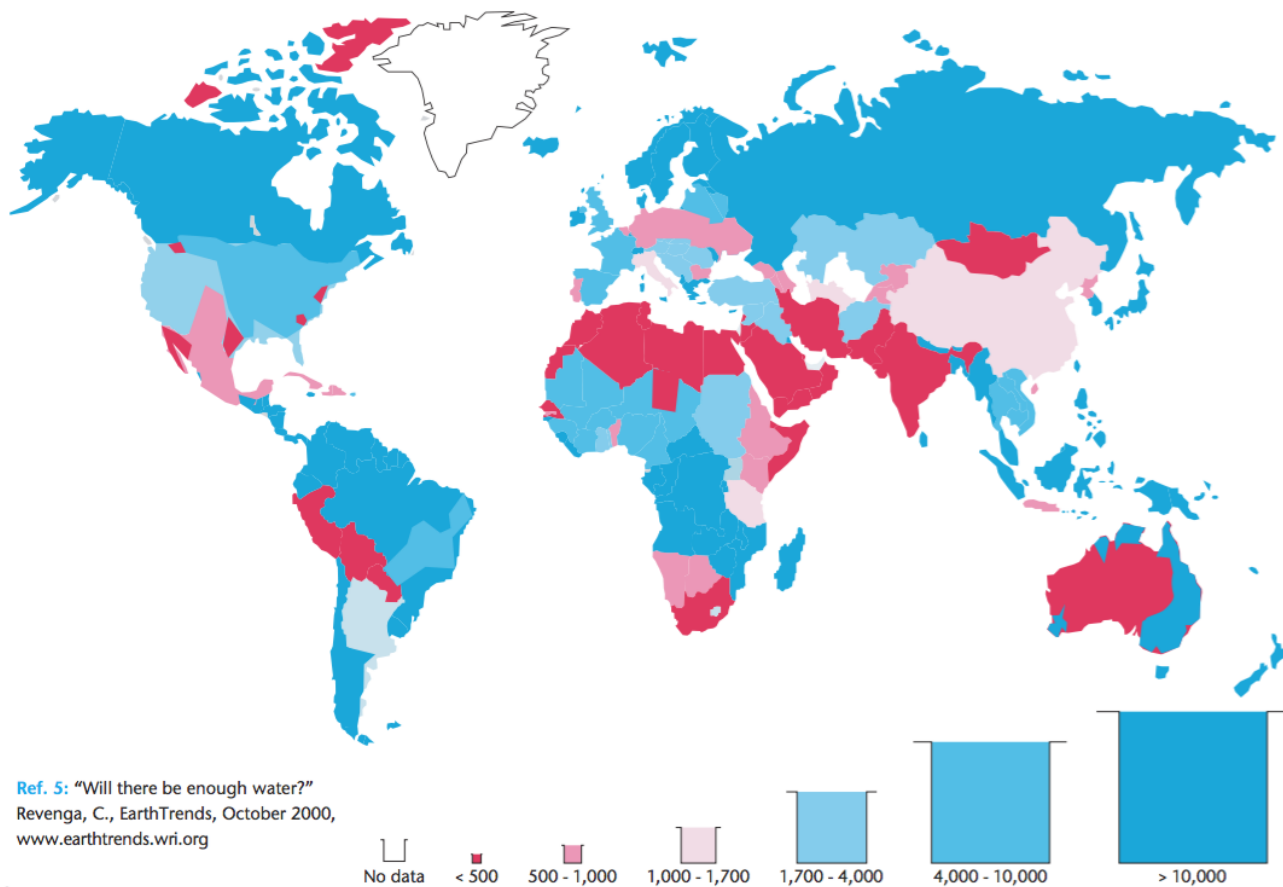 Ref. 5: “Will there be enough water?”
Revenga, C., EarthTrends, October 2000,
www.earthtrends.wri.org
No data
< 500
500 - 1,000
1,000 - 1,700
1,700 - 4,000
4,000 - 10,000
> 10,000